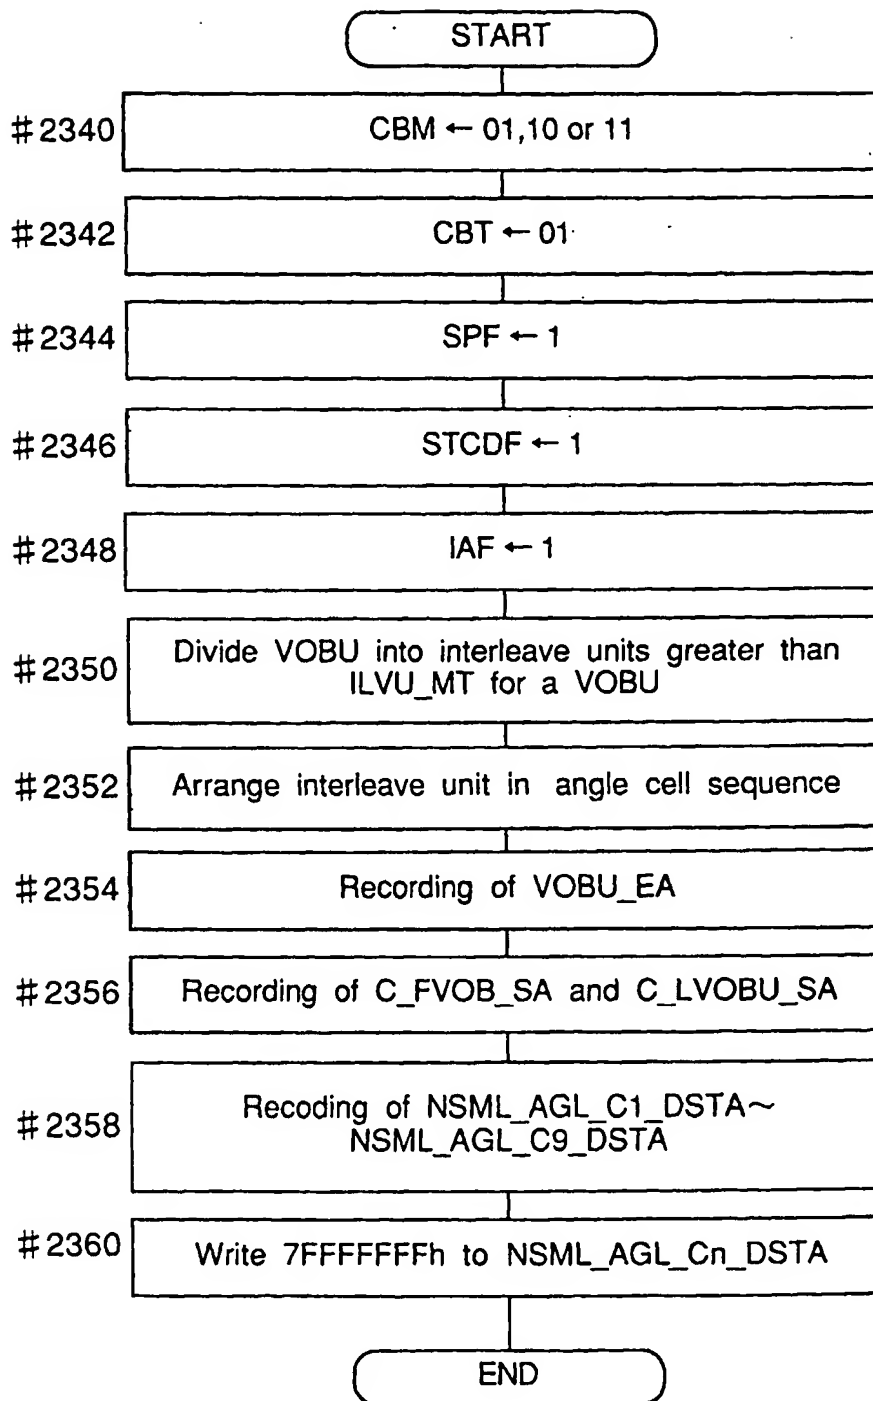 START
#2340 CBM ← 01,10 or 11
#2342 CBT ← 01
#2344 SPF ← 1
#2346 STCDF ← 1
#2348 IAF ← 1
#2350 Divide VOBU into interleave units greater than
ILVU_MT for a VOBU
#2352 Arrange interleave unit in angle cell sequence
#2354 Recording of VOBU_EA
#2356 Recording of C_FVOB_SA and C_LVOBU_SA
#2358 Recoding of NSML_AGL_C1_DSTA~
NSML_AGL_C9_DSTA
#2360 Write 7FFFFFFFh to NSML_AGL_Cn_DSTA
END